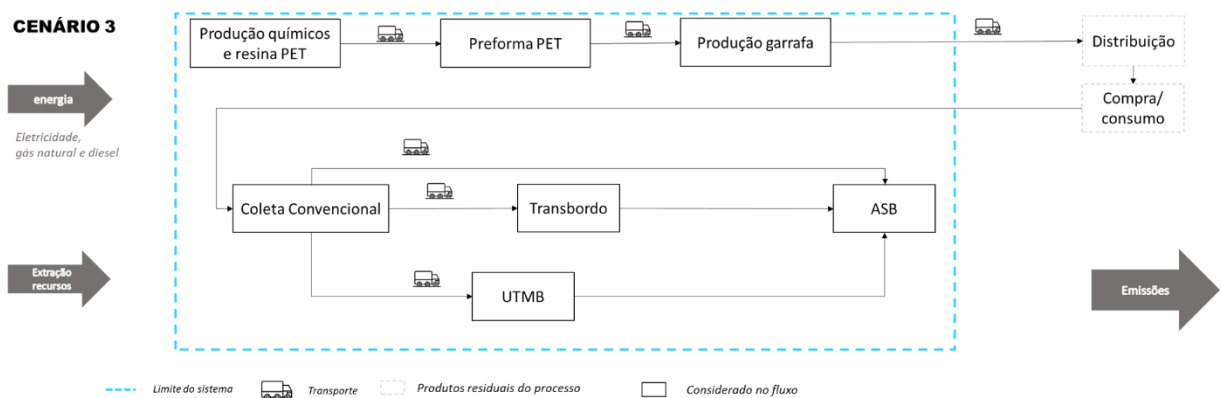 CENÁRIO 3
Produção químicos
e resina PET
Preforma PET
Produção garrafa
Distribuição
energia
Compra/
consumo
Eletricidade,
gás natural e diesel
Coleta Convencional
Transbordo
ASB
Extração
recursos
UTMB
Emissões
Limite do sistema
Transporte
Produtos residuais do processo
Considerado no fluxo